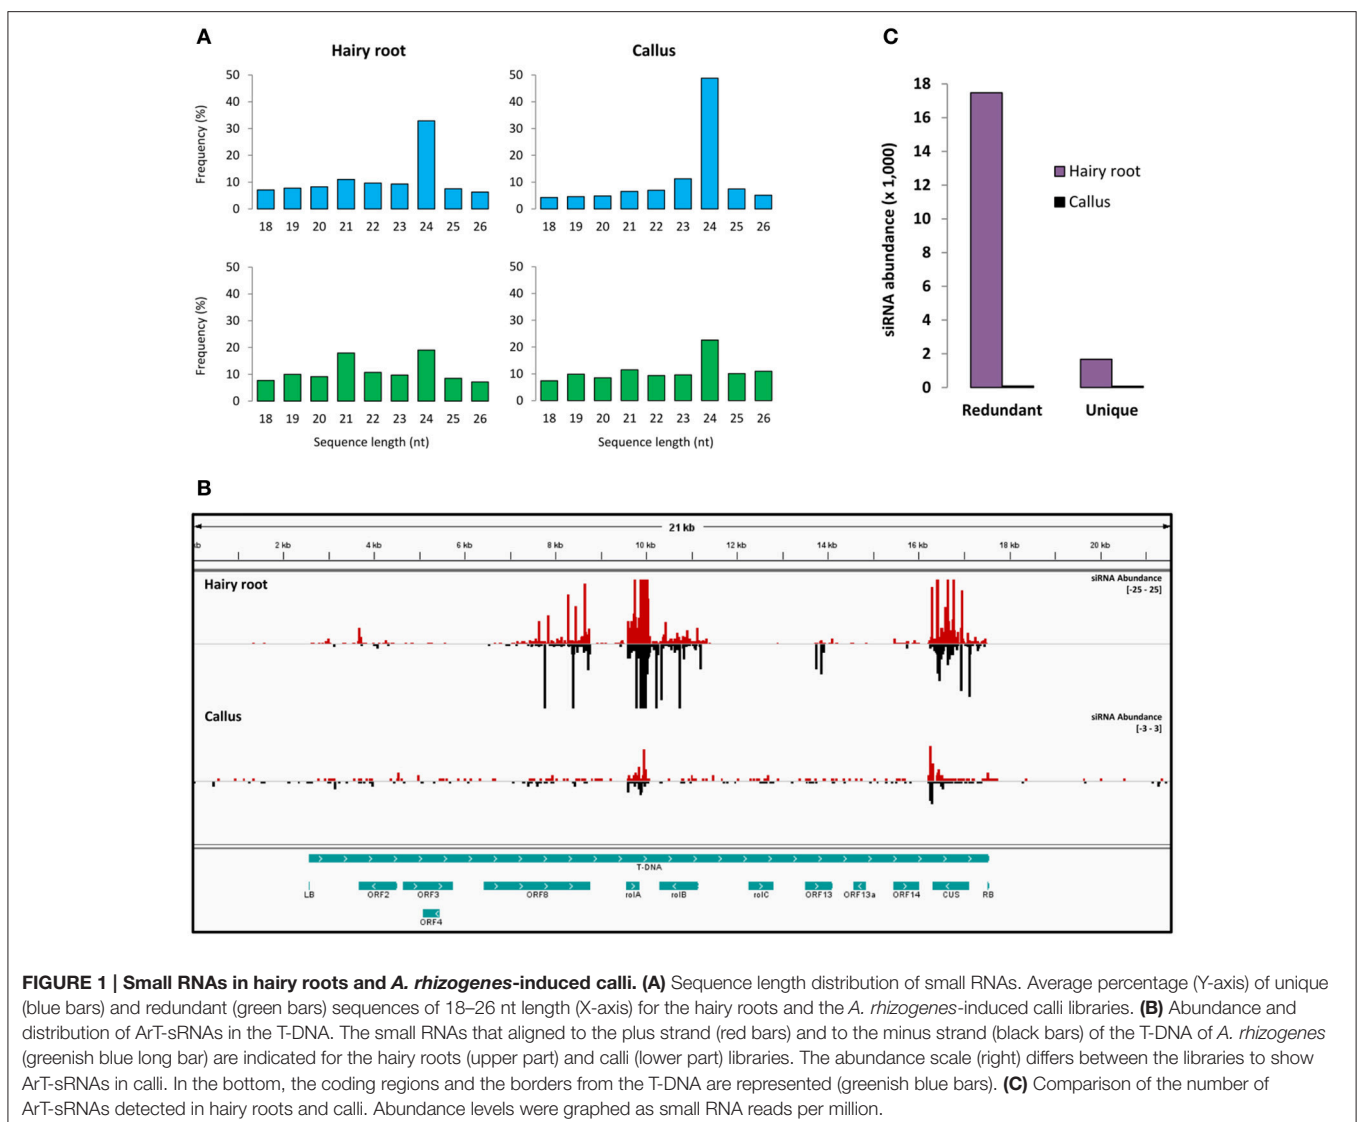 A
Hairy root
Callus
C
50
40
30
20
10
0
Frequency (%)
18 19 20 21 22 23 24 25 26
50
40
30
20
10
0
18 19 20 21 22 23 24 25 26
50
40
30
20
10
0
Frequency (%)
18 19 20 21 22 23 24 25 26
Sequence length (nt)
50
40
30
20
10
0
18 19 20 21 22 23 24 25 26
Sequence length (nt)
18
16
14
12
10
8
6
4
2
0
siRNA abundance (x 1,000)
Hairy root
Callus
Redundant Unique
B
21 kb
kb 2 kb 4 kb 6 kb 8 kb 10 kb 12 kb 14 kb 16 kb 18 kb 20 kb
Hairy root
siRNA Abundance
[-25 - 25]
Callus
siRNA Abundance
[-3 - 3]
T-DNA
LB ORF2 ORF3 ORF8 rolA rolB rolC ORF13 ORF13a ORF14 CUS RB
ORF4
FIGURE 1 | Small RNAs in hairy roots and A. rhizogenes-induced calli. (A) Sequence length distribution of small RNAs. Average percentage (Y-axis) of unique
(blue bars) and redundant (green bars) sequences of 18–26 nt length (X-axis) for the hairy roots and the A. rhizogenes-induced calli libraries. (B) Abundance and
distribution of ArT-sRNAs in the T-DNA. The small RNAs that aligned to the plus strand (red bars) and to the minus strand (black bars) of the T-DNA of A. rhizogenes
(greenish blue long bar) are indicated for the hairy roots (upper part) and calli (lower part) libraries. The abundance scale (right) differs between the libraries to show
ArT-sRNAs in calli. In the bottom, the coding regions and the borders from the T-DNA are represented (greenish blue bars). (C) Comparison of the number of
ArT-sRNAs detected in hairy roots and calli. Abundance levels were graphed as small RNA reads per million.